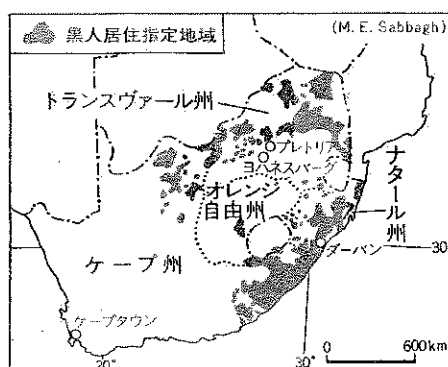 黒人居住指定地域
(M. E. Sabbagh)
トランスヴァール州
プレトリア
ヨハネスバーグ
オレンジ
自由州
ナタール州
ダーバン
ケープ州
ケープタウン
30
20°
30°
0
600km